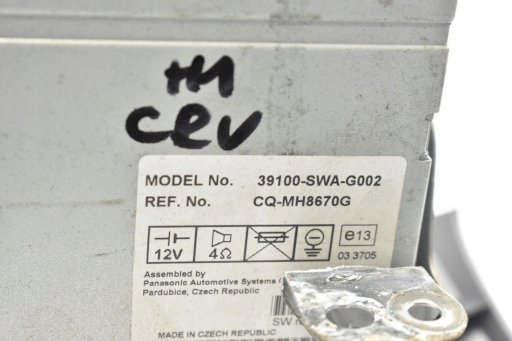 CRV
MODEL No. 39100-SWA-G002
REF. No. CQ-MH8670G
12V 4Ω e13
03 3705
Assembled by
Panasonic Automotive Systems (
Pardubice, Czech Republic
SW
MADE IN CZECH REPUBLIC